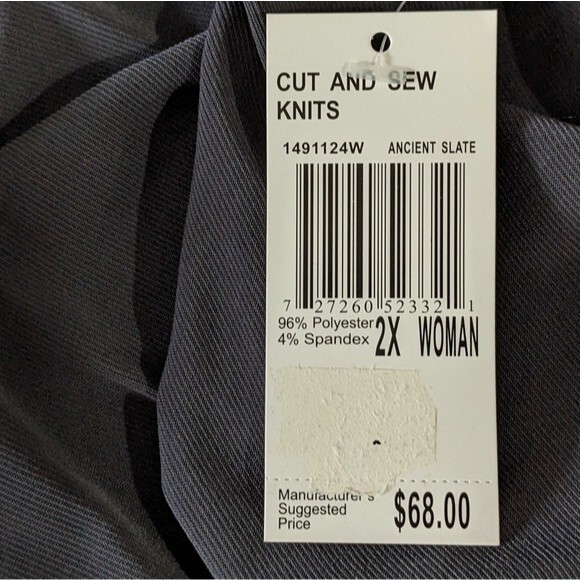 CUT AND SEW
KNITS
1491124W ANCIENT SLATE
7 27260 52332 1
96% Polyester
4% Spandex 2X WOMAN
Manufacturer's
Suggested
Price $68.00